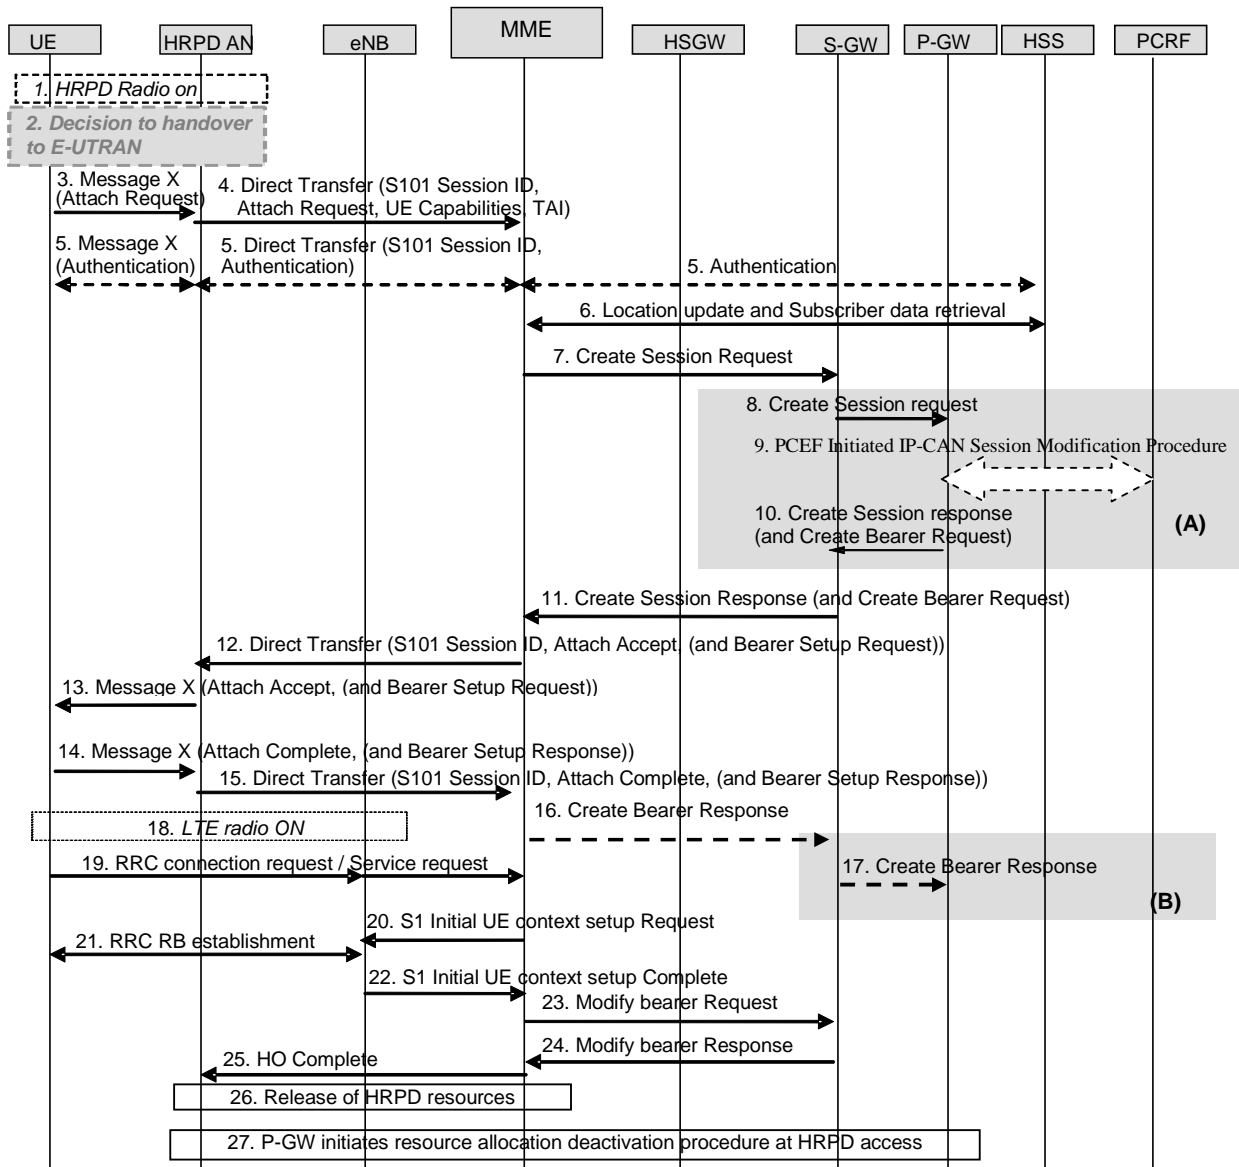 UE
HRPD AN
eNB
MME
HSGW
S-GW
P-GW
HSS
PCRF
1. HRPD Radio on
2. Decision to handover
to E-UTRAN
3. Message X
(Attach Request)
4. Direct Transfer (S101 Session ID,
Attach Request, UE Capabilities, TAI)
5. Message X
(Authentication)
5. Direct Transfer (S101 Session ID,
Authentication)
5. Authentication
6. Location update and Subscriber data retrieval
7. Create Session Request
8. Create Session request
9. PCEF Initiated IP-CAN Session Modification Procedure
10. Create Session response
(and Create Bearer Request)
(A)
11. Create Session Response (and Create Bearer Request)
12. Direct Transfer (S101 Session ID, Attach Accept, (and Bearer Setup Request))
13. Message X (Attach Accept, (and Bearer Setup Request))
14. Message X (Attach Complete, (and Bearer Setup Response))
15. Direct Transfer (S101 Session ID, Attach Complete, (and Bearer Setup Response))
16. Create Bearer Response
18. LTE radio ON
17. Create Bearer Response
(B)
19. RRC connection request / Service request
20. S1 Initial UE context setup Request
21. RRC RB establishment
22. S1 Initial UE context setup Complete
23. Modify bearer Request
24. Modify bearer Response
25. HO Complete
26. Release of HRPD resources
27. P-GW initiates resource allocation deactivation procedure at HRPD access